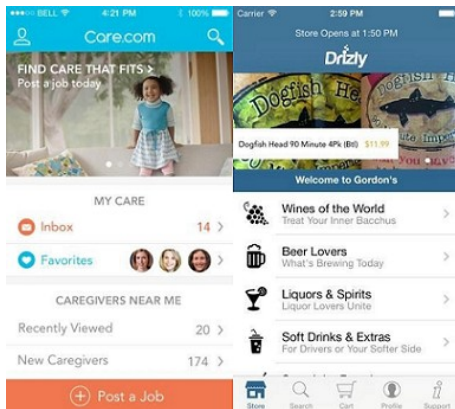 BELL 4:21 PM 100%
Care.com
FIND CARE THAT FITS >
Post a job today
MY CARE
Inbox 14 >
Favorites >
CAREGIVERS NEAR ME
Recently Viewed 20 >
New Caregivers 174 >
Post a Job
Carrier 2:59 PM
Store Opens at 1:50 PM
Drizly
Dogfish He
Dogfish Head 90 Minute 4Pk (Btl) $11.99
Welcome to Gordon's
Wines of the World
Treat Your Inner Bacchus
Beer Lovers
What's Brewing Today
Liquors & Spirits
Liquor Lovers Unite
Soft Drinks & Extras
For Drivers or Your Softer Side
Store Search Cart Profile Support